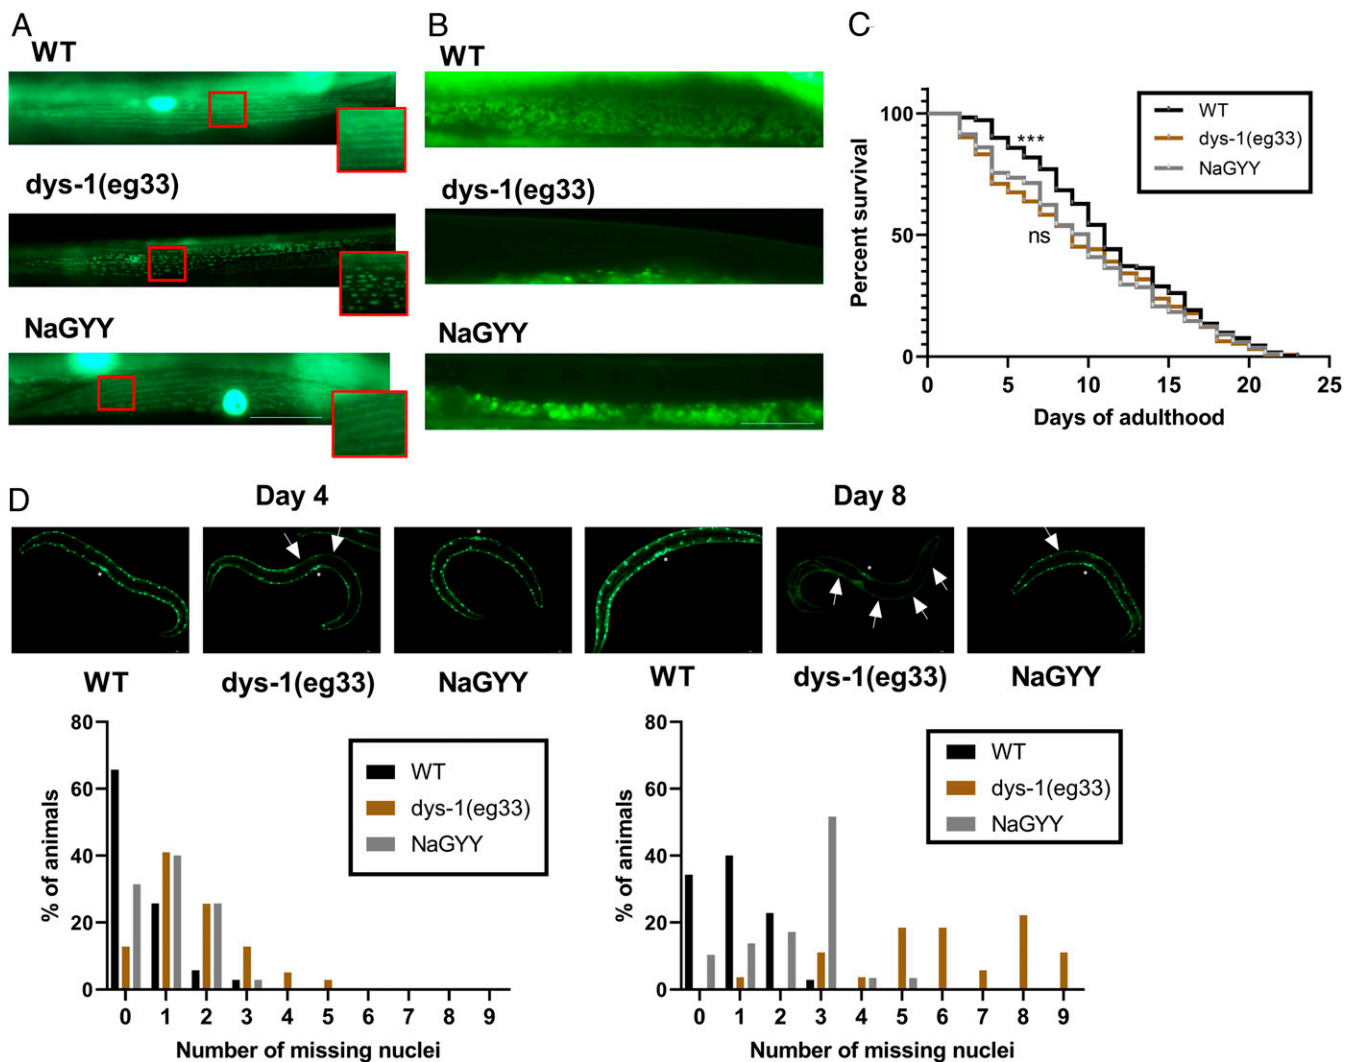 A
WT
dys-1(eg33)
NaGYY
B
WT
dys-1(eg33)
NaGYY
C
Percent survival
100
50
0
***
ns
WT
dys-1(eg33)
NaGYY
0 5 10 15 20 25
Days of adulthood
D
Day 4
Day 8
* * * * * *
WT
dys-1(eg33)
NaGYY
WT
dys-1(eg33)
NaGYY
% of animals
80
60
40
20
0
WT
dys-1(eg33)
NaGYY
0 1 2 3 4 5 6 7 8 9
Number of missing nuclei
% of animals
80
60
40
20
0
WT
dys-1(eg33)
NaGYY
0 1 2 3 4 5 6 7 8 9
Number of missing nuclei